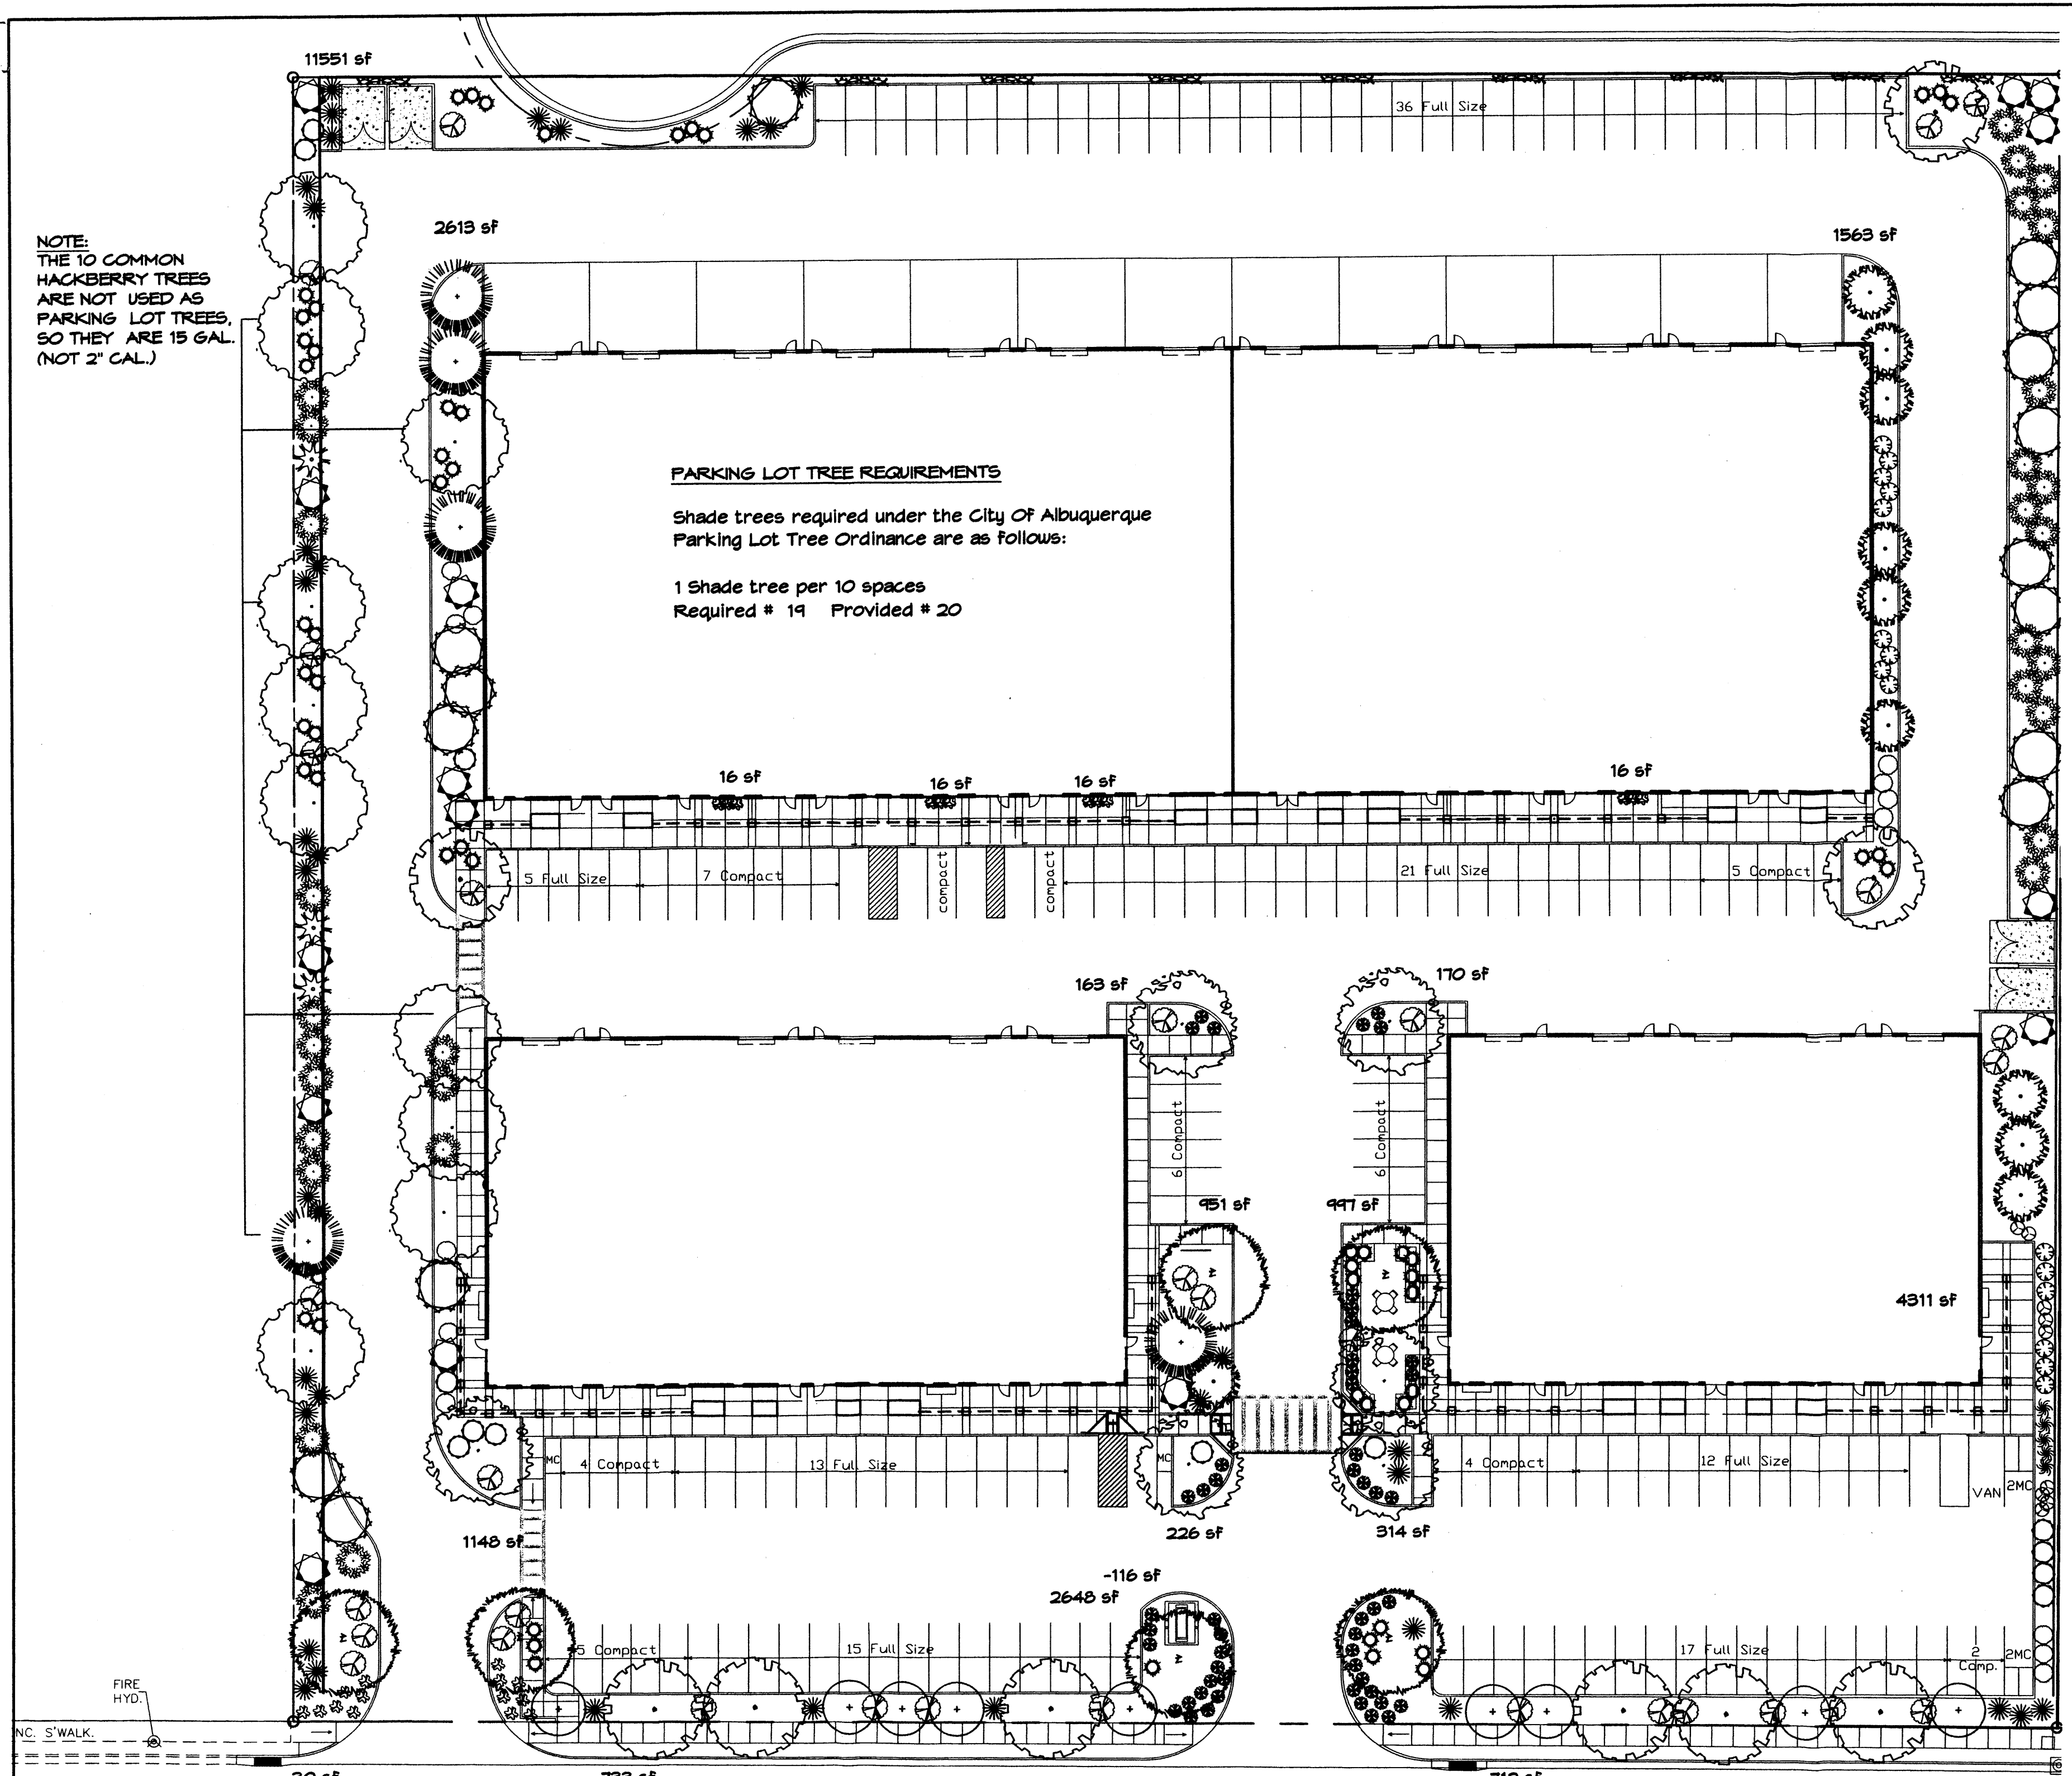 11551 sf
36 Full Size
2613 sf
1563 sf
NOTE:
THE 10 COMMON
HACKBERRY TREES
ARE NOT USED AS
PARKING LOT TREES,
SO THEY ARE 15 GAL.
(NOT 2" CAL.)
PARKING LOT TREE REQUIREMENTS
Shade trees required under the City Of Albuquerque
Parking Lot Tree Ordinance are as follows:
1 Shade tree per 10 spaces
Required # 19 Provided # 20
16 sf
16 sf
16 sf
16 sf
5 Full Size
7 Compact
compact
compact
21 Full Size
5 Compact
163 sf
170 sf
6 Compact
6 Compact
951 sf
997 sf
4311 sf
MC
4 Compact
13 Full Size
MC
4 Compact
12 Full Size
VAN
2MC
1148 sf
226 sf
314 sf
-116 sf
2648 sf
5 Compact
15 Full Size
17 Full Size
2
Comp.
2MC
FIRE
HYD.
NC. S'WALK.